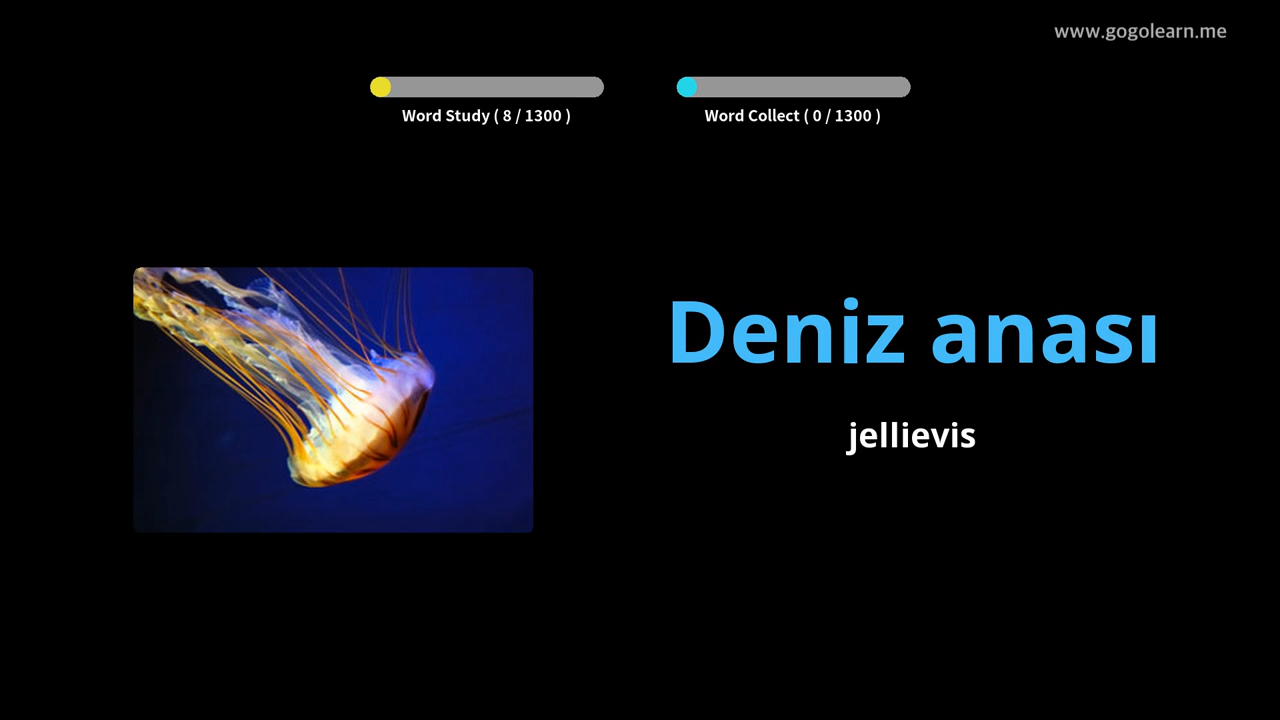 www.gogolearn.me
Word Study ( 8 / 1300 )
Word Collect ( 0 / 1300 )
Deniz anası
jellievis